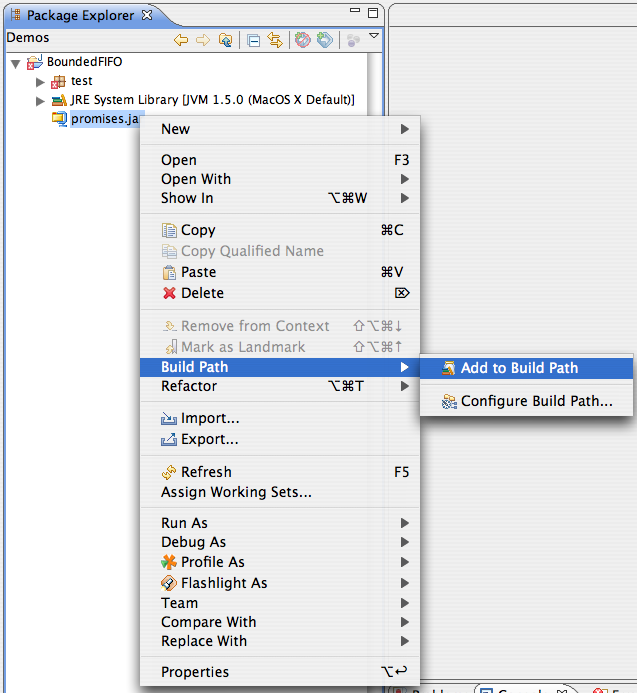 Package Explorer
Demos
BoundedFIFO
test
JRE System Library [JVM 1.5.0 (MacOS X Default)]
promises.ja
New
Open F3
Open With
Show In ⌥⌘W
Copy ⌘C
Copy Qualified Name
Paste ⌘V
Delete ⌦
Remove from Context ⇧⌥⌘↓
Mark as Landmark ⇧⌥⌘↑
Build Path
Add to Build Path
Refactor ⌥⌘T
Configure Build Path...
Import...
Export...
Refresh F5
Assign Working Sets...
Run As
Debug As
Profile As
Flashlight As
Team
Compare With
Replace With
Properties ⌥↩